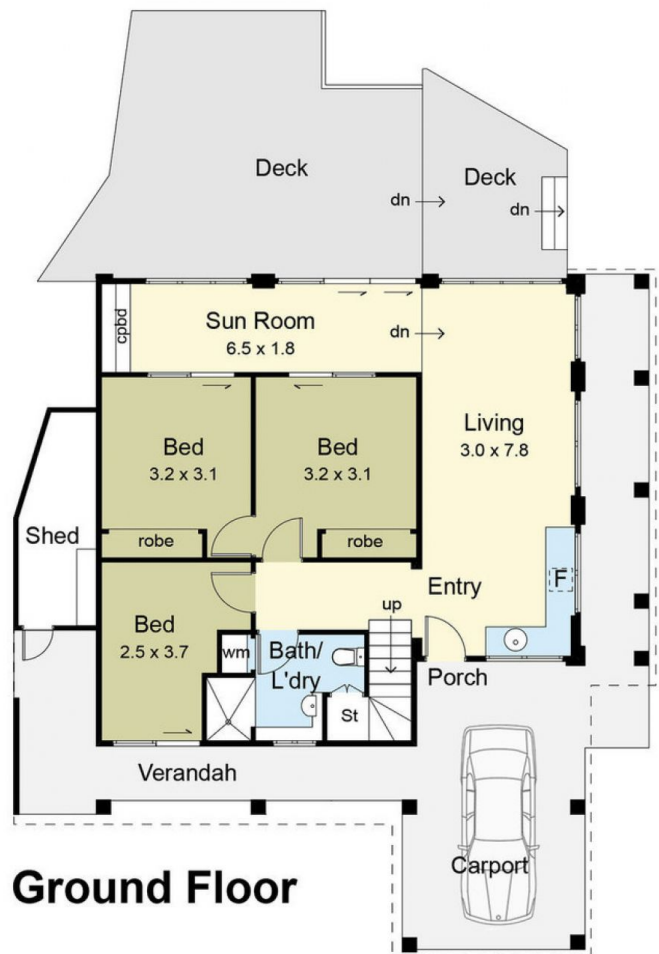 Deck
Deck
dn
dn
cpbd
Sun Room
6.5 x 1.8
dn
Bed
3.2 x 3.1
Bed
3.2 x 3.1
Living
3.0 x 7.8
Shed
robe
robe
F
Entry
up
Bed
2.5 x 3.7
wm
Bath/
L'dry
Porch
St
Verandah
Carport
Ground Floor